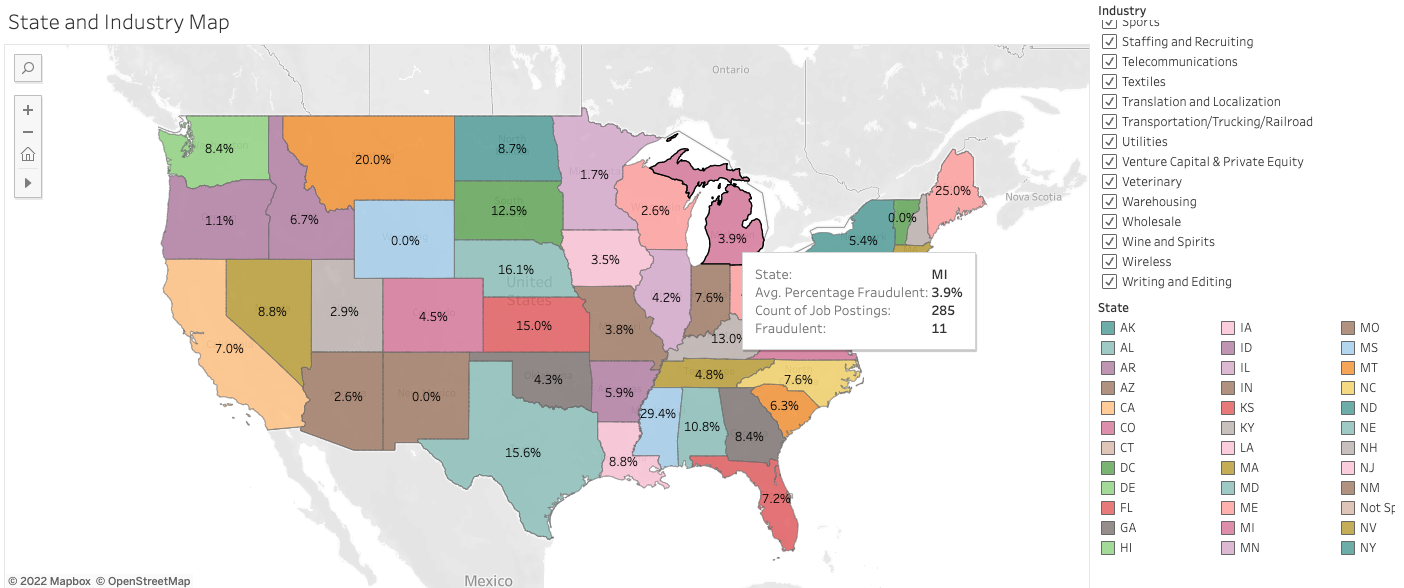 State and Industry Map
Ontario
Nova Scotia
8.4%
20.0%
8.7%
1.7%
2.6%
25.0%
1.1%
6.7%
0.0%
12.5%
3.9%
0.0%
5.4%
3.5%
16.1%
United
States
7.0%
8.8%
2.9%
4.5%
15.0%
3.8%
4.2%
7.6%
13.0%
2.6%
0.0%
4.3%
5.9%
4.8%
7.6%
6.3%
15.6%
8.8%
29.4%
10.8%
8.4%
7.2%
State: MI
Avg. Percentage Fraudulent: 3.9%
Count of Job Postings: 285
Fraudulent: 11
Mexico
© 2022 Mapbox © OpenStreetMap
Industry
Sports
Staffing and Recruiting
Telecommunications
Textiles
Translation and Localization
Transportation/Trucking/Railroad
Utilities
Venture Capital & Private Equity
Veterinary
Warehousing
Wholesale
Wine and Spirits
Wireless
Writing and Editing
State
AK IA MO
AL ID MS
AR IL MT
AZ IN NC
CA KS ND
CO KY NE
CT LA NH
DC MA NJ
DE MD NM
FL ME Not Sp
GA MI NV
HI MN NY